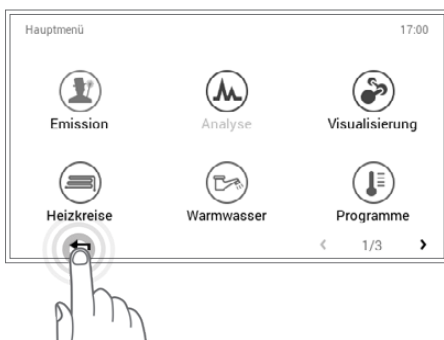 Hauptmenü 17:00
Emission Analyse Visualisierung
Heizkreise Warmwasser Programme
1/3